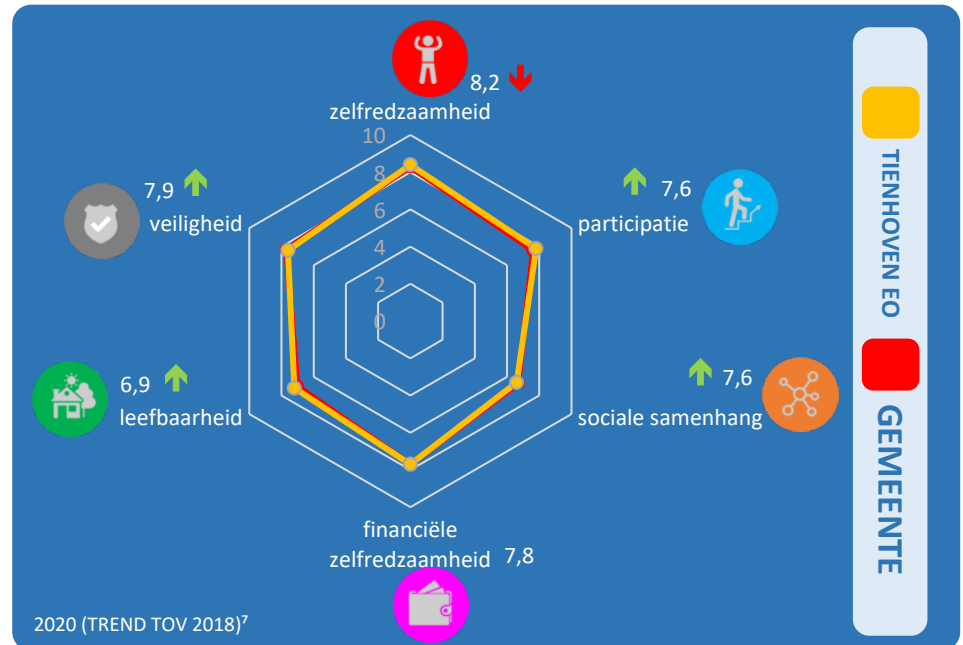 8,2
zelfredzaamheid
10
8
6
4
2
0
7,9
veiligheid
7,6
participatie
6,9
leefbaarheid
7,6
sociale samenhang
financiële
zelfredzaamheid 7,8
2020 (TREND TOV 2018)⁷
TIENHOVEN EO
GEMEENTE